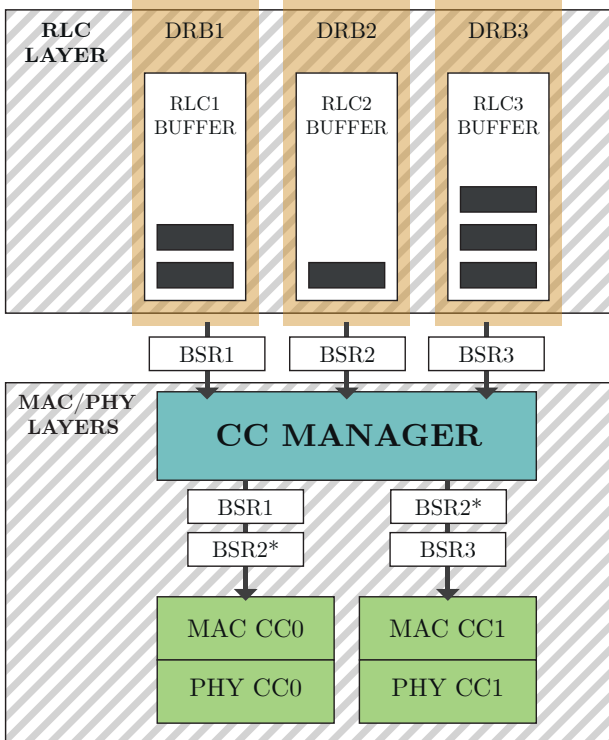 RLC
LAYER
DRB1
DRB2
DRB3
RLC1
BUFFER
RLC2
BUFFER
RLC3
BUFFER
BSR1
BSR2
BSR3
MAC/PHY
LAYERS
CC MANAGER
BSR1
BSR2*
BSR2*
BSR3
MAC CC0
MAC CC1
PHY CC0
PHY CC1